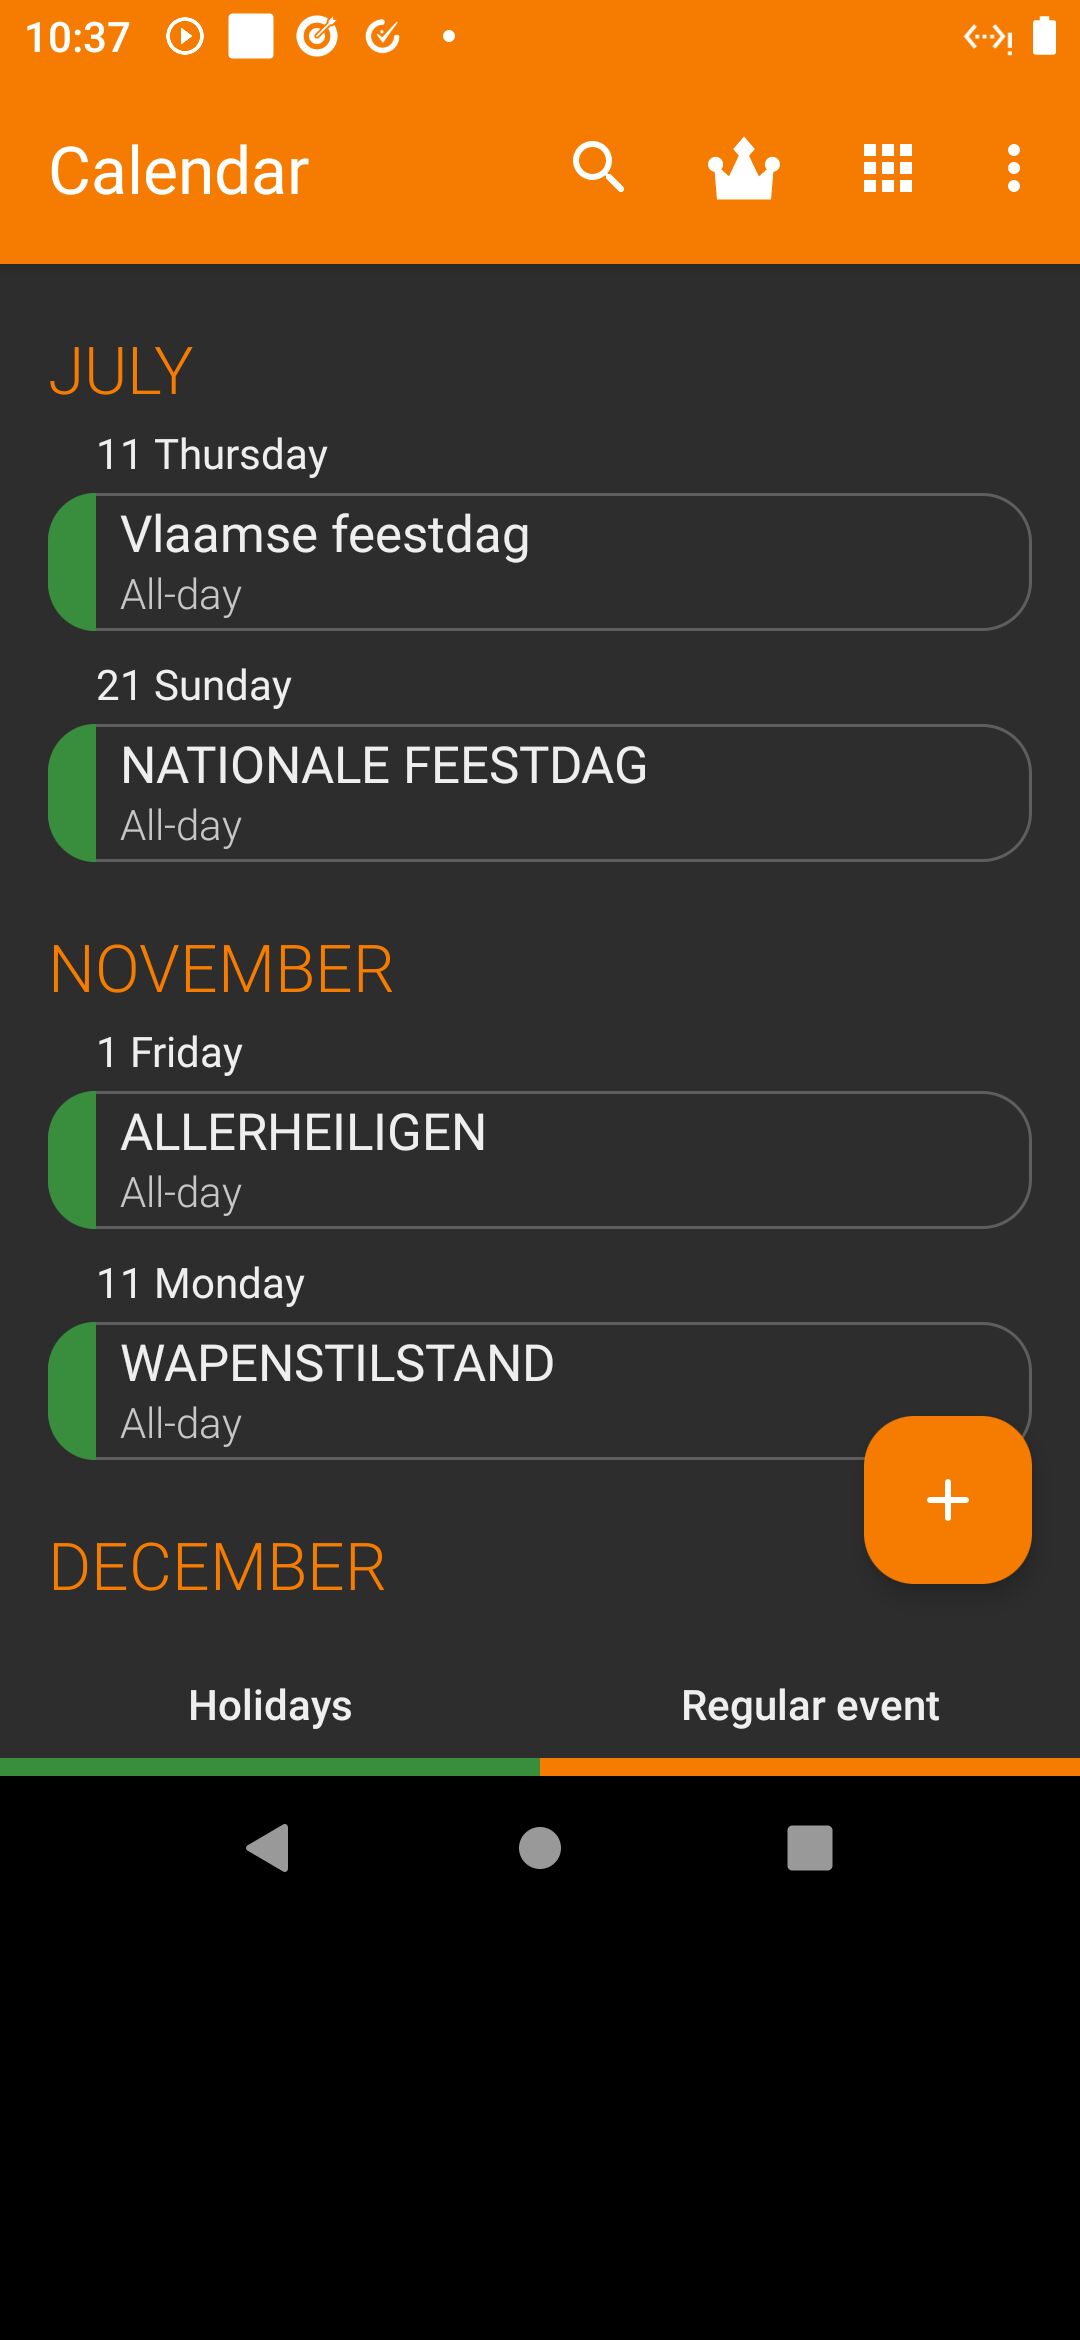 10:37
Calendar
JULY
11 Thursday
Vlaamse feestdag
All-day
21 Sunday
NATIONALE FEESTDAG
All-day
NOVEMBER
1 Friday
ALLERHEILIGEN
All-day
11 Monday
WAPENSTILSTAND
All-day
DECEMBER
Holidays
Regular event